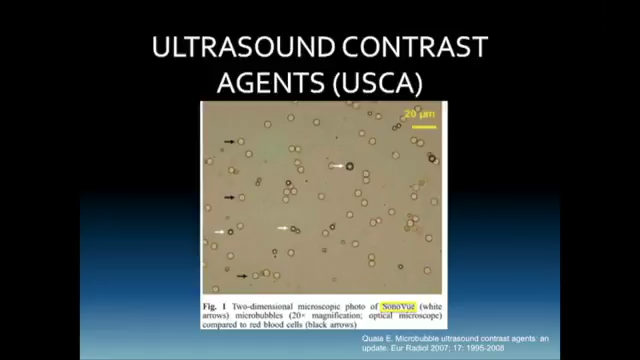 ULTRASOUND CONTRAST
AGENTS (USCA)
20 µm
Fig. 1 Two-dimensional microscopic photo of SonoVue (white
arrows) microbubbles (20× magnification; optical microscope)
compared to red blood cells (black arrows)
Quaia E. Microbubble ultrasound contrast agents: an
update. Eur Radiol 2007; 17: 1995-2008